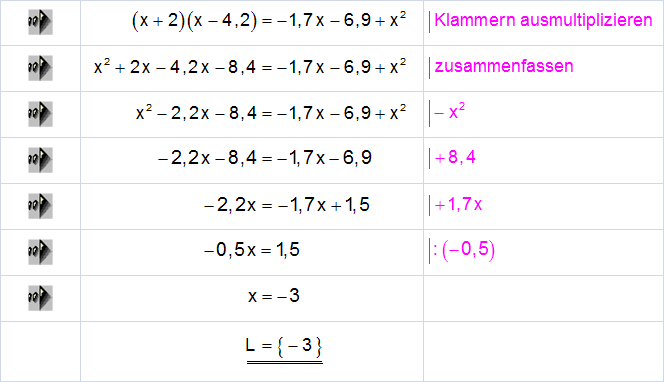 (x + 2)(x − 4,2) = −1,7x − 6,9 + x² | Klammern ausmultiplizieren
x² + 2x − 4,2x − 8,4 = −1,7x − 6,9 + x² | zusammenfassen
x² − 2,2x − 8,4 = −1,7x − 6,9 + x² | − x²
−2,2x − 8,4 = −1,7x − 6,9 | + 8,4
−2,2x = −1,7x + 1,5 | + 1,7x
−0,5x = 1,5 | : (−0,5)
x = −3
L = {−3}